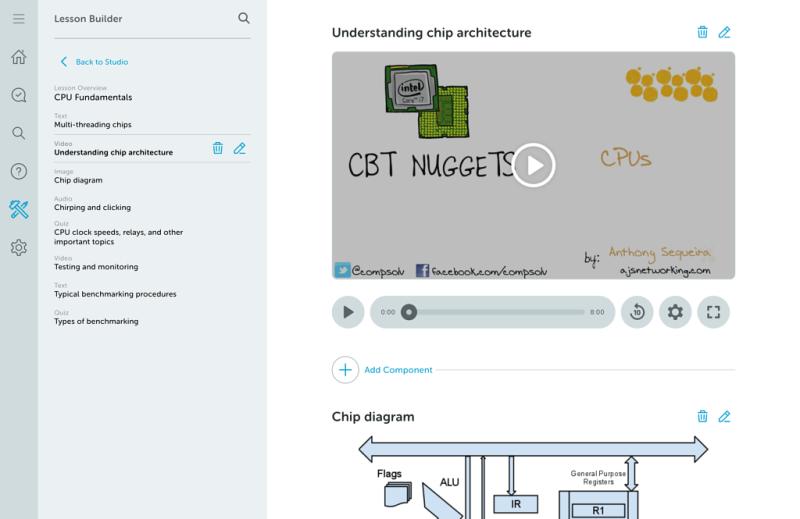 Lesson Builder
Back to Studio
Lesson Overview
CPU Fundamentals
Text
Multi-threading chips
Video
Understanding chip architecture
Image
Chip diagram
Audio
Chirping and clicking
Quiz
CPU clock speeds, relays, and other
important topics
Video
Testing and monitoring
Text
Typical benchmarking procedures
Quiz
Types of benchmarking
Understanding chip architecture
intel
Core™ i7
CBT NUGGETS
CPUs
by: Anthony Sequeira
@compsolv
facebook.com/compsolv
ajsnetworking.com
0:00
8:00
10
Add Component
Chip diagram
Flags
ALU
IR
General Purpose
Registers
R1